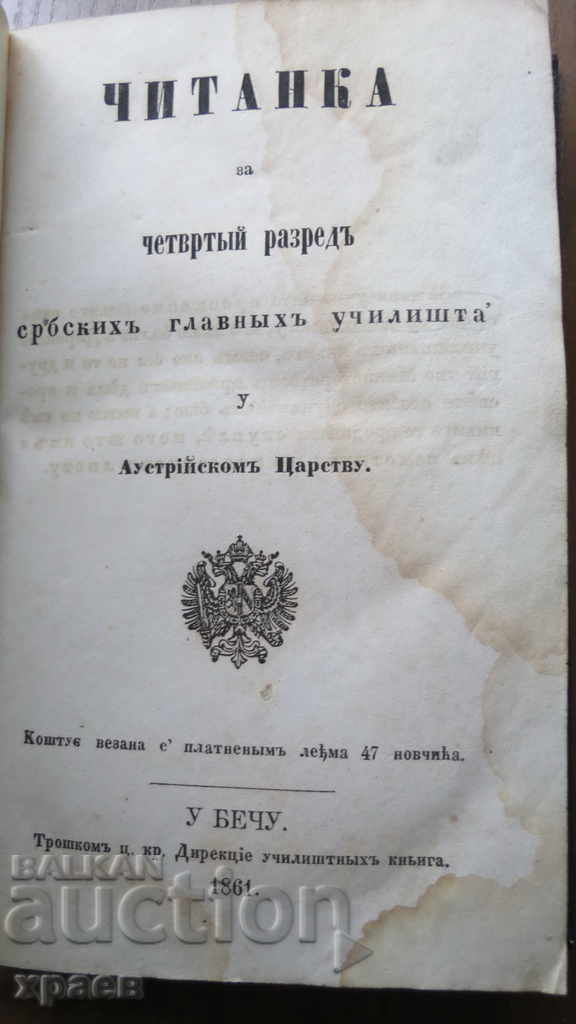 ЧИТАНКА
за
четвртый разредъ
србскихъ главныхъ училишта
у
Аустрійскомъ Царству.
Коштує везана с' платненымъ леђма 47 новчића.
У БЕЧУ.
Трошкомъ ц. кр. Дирекціе училиштныхъ књига.
1861.
BALKAN
auction
храев